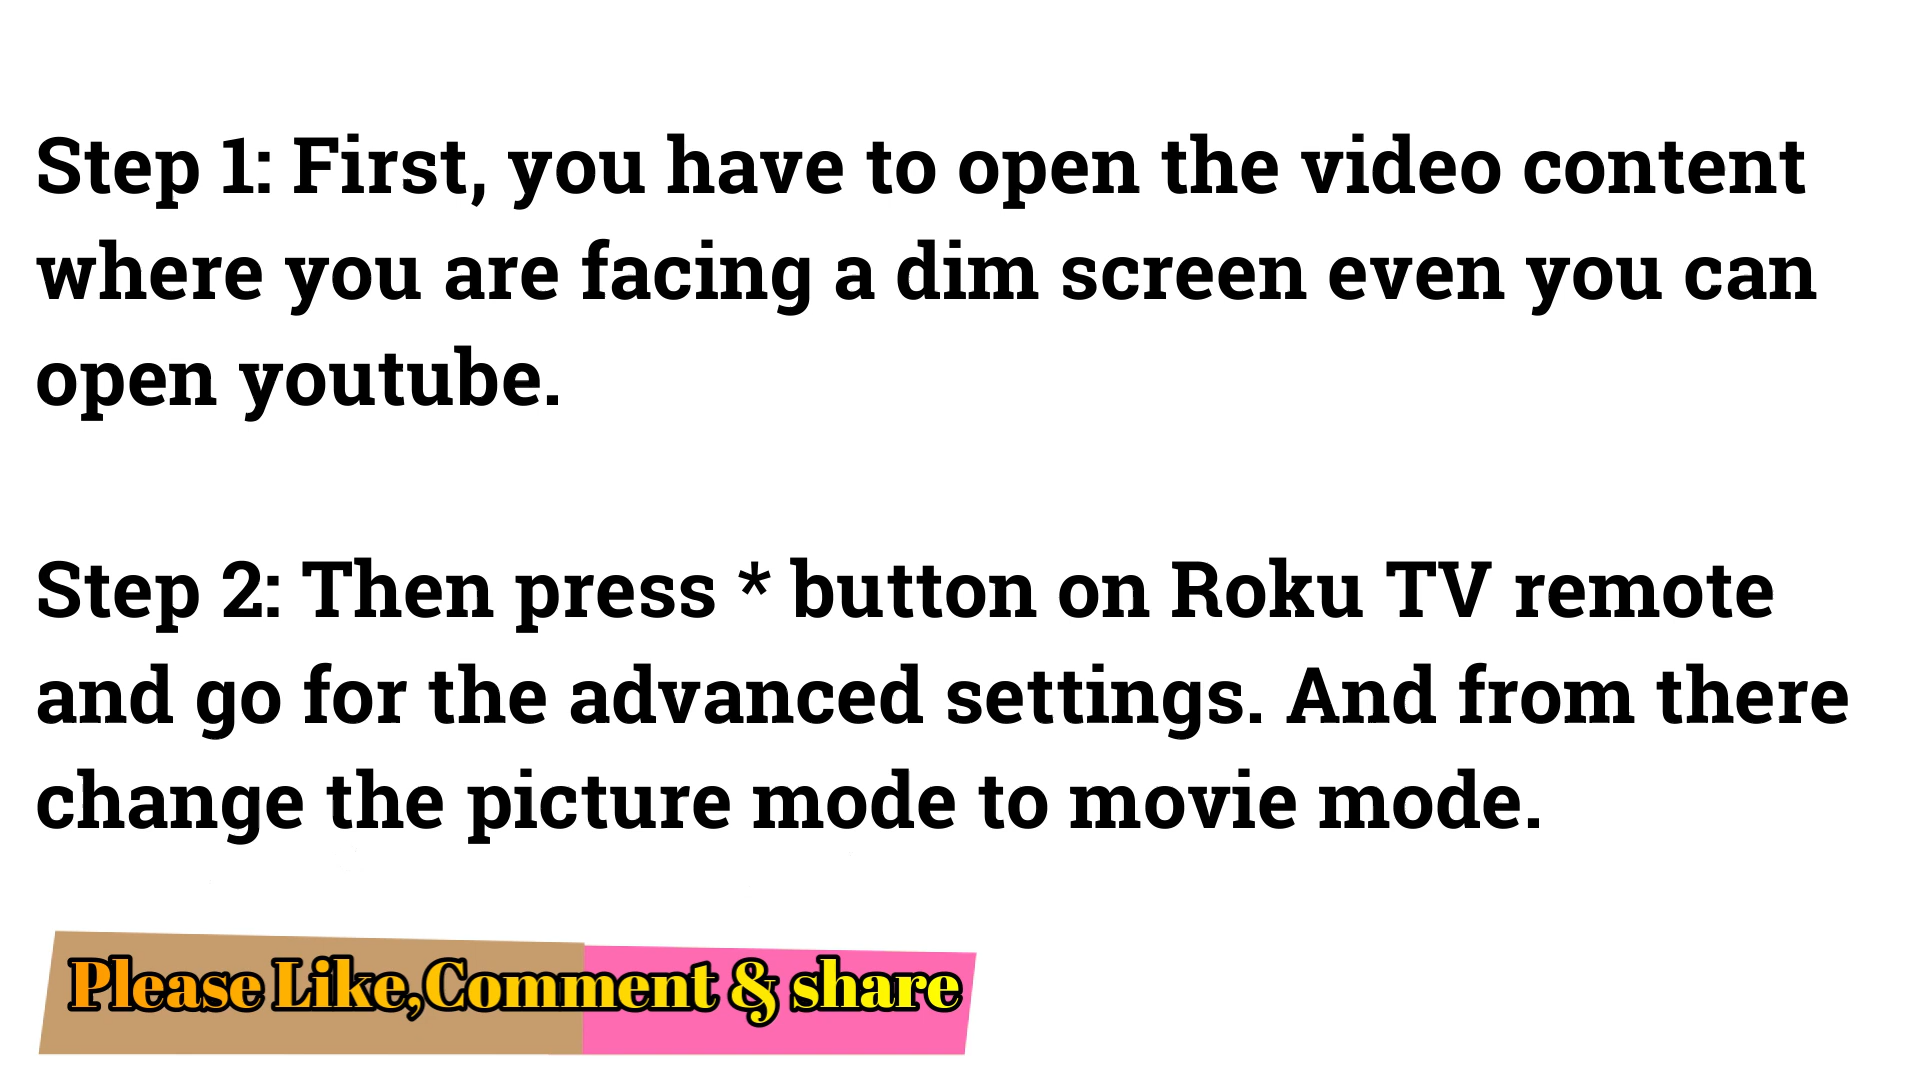 Step 1: First, you have to open the video content
where you are facing a dim screen even you can
open youtube.
Step 2: Then press * button on Roku TV remote
and go for the advanced settings. And from there
change the picture mode to movie mode.
Please Like,Comment & share